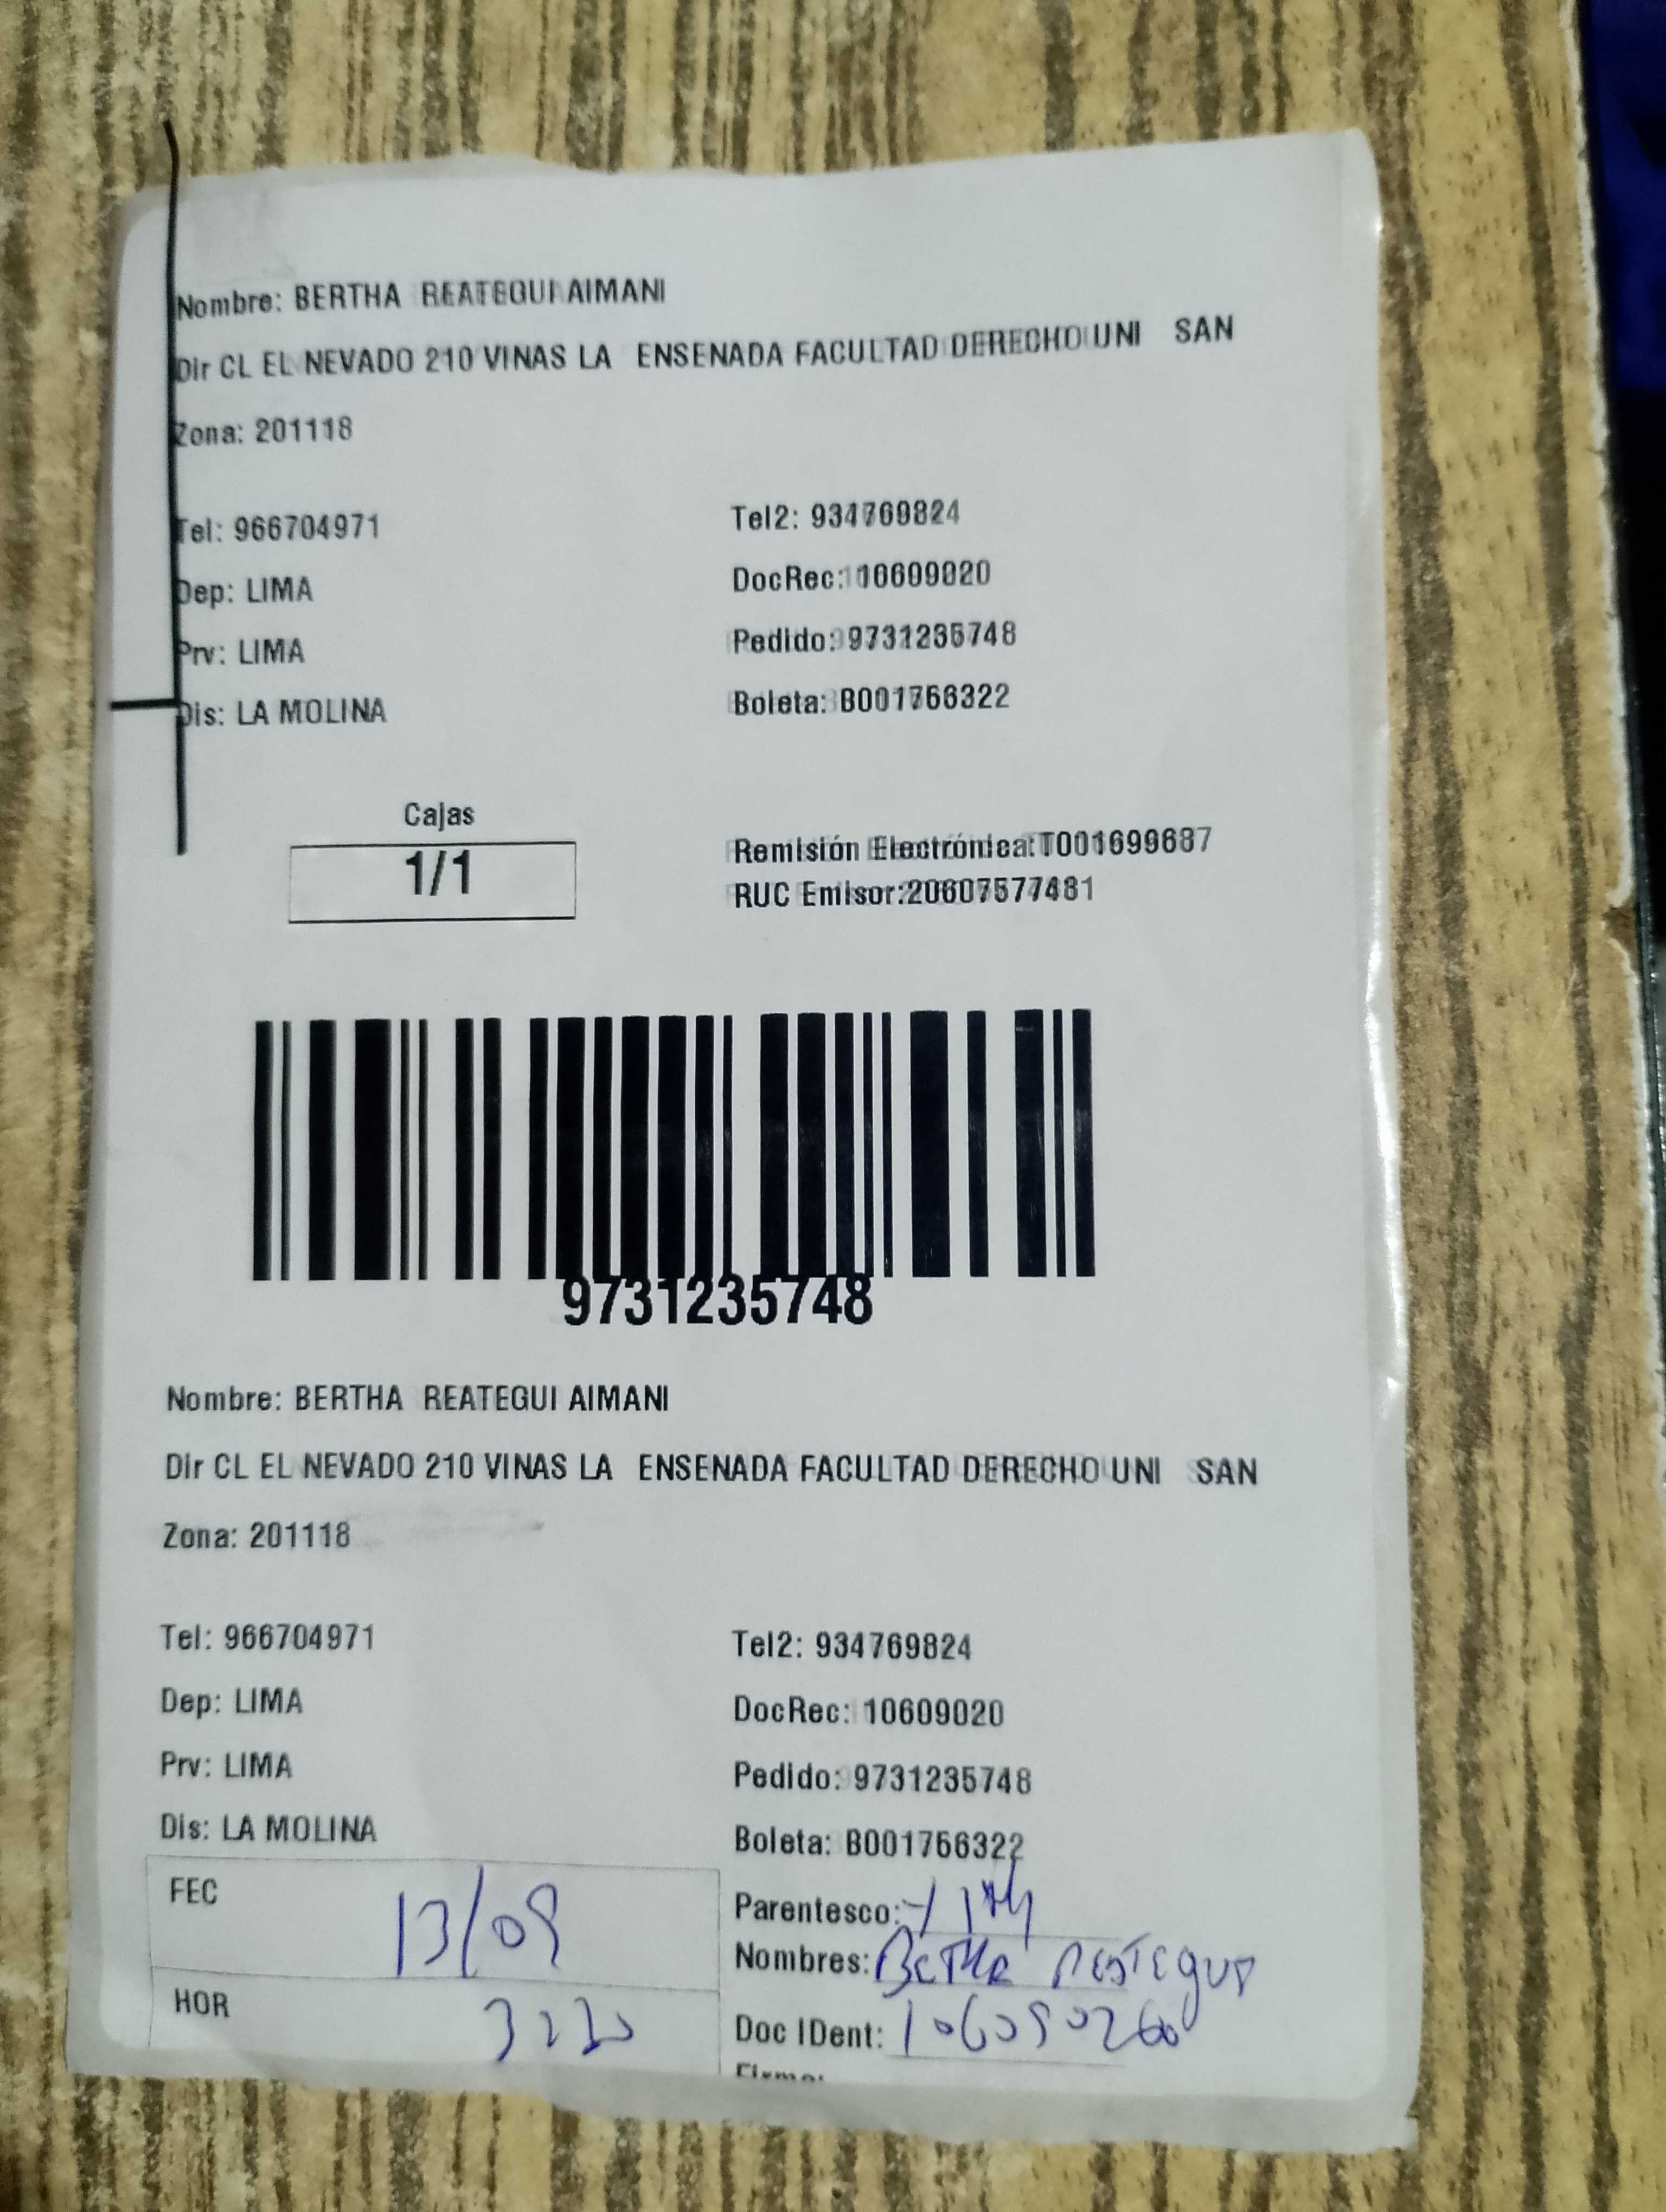 Nombre: BERTHA REATEGUI AIMANI
Dir CL EL NEVADO 210 VINAS LA ENSENADA FACULTAD DERECHO UNI SAN
Zona: 201118
Tel: 966704971 Tel2: 934769824
Dep: LIMA DocRec: 10609020
Prv: LIMA Pedido: 9731235748
Dis: LA MOLINA Boleta: B001766322
Cajas
1/1
Remisión Electrónica:T001699687
RUC Emisor:20607577481
9731235748
Nombre: BERTHA REATEGUI AIMANI
Dir CL EL NEVADO 210 VINAS LA ENSENADA FACULTAD DERECHO UNI SAN
Zona: 201118
Tel: 966704971 Tel2: 934769824
Dep: LIMA DocRec: 10609020
Prv: LIMA Pedido: 9731235748
Dis: LA MOLINA Boleta: B001766322
FEC 13/09
Parentesco:
Nombres:
HOR
Doc IDent:
Firma: